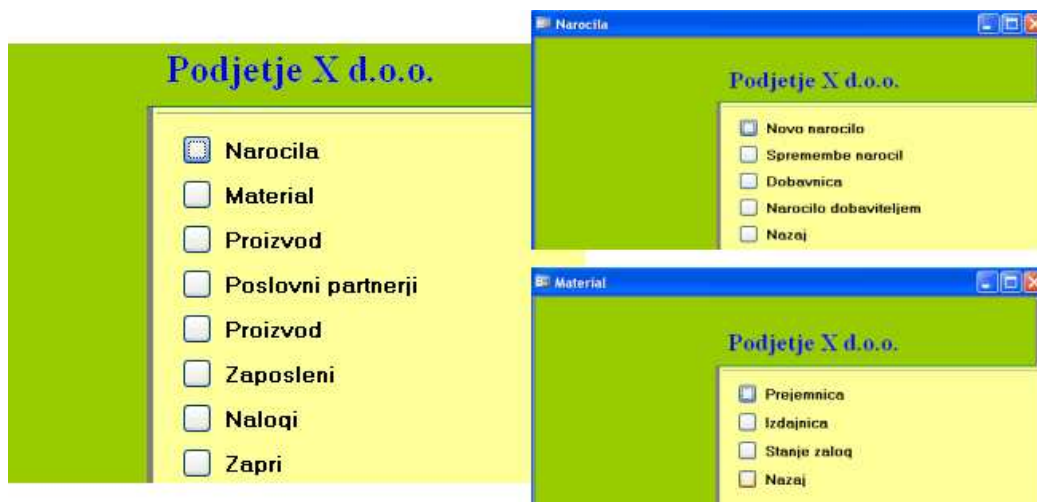 Podjetje X d.o.o.
Narocila
Material
Proizvod
Poslovni partnerji
Proizvod
Zaposleni
Nalogi
Zapri
Narocila
Podjetje X d.o.o.
Novo narocilo
Spremembe narocil
Dobavnica
Narocilo dobaviteljem
Nazaj
Material
Podjetje X d.o.o.
Prejemnica
Izdajnica
Stanje zalog
Nazaj